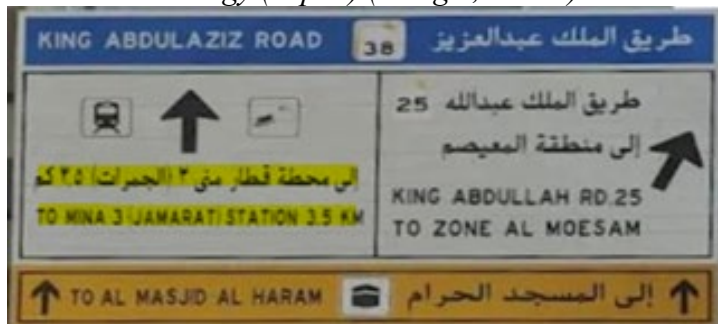 KING ABDULAZIZ ROAD 38 طريق الملك عبدالعزيز
إلى محطة قطار منى ٣ (الجمرات) ٣.٥ كم
TO MINA 3 (JAMARAT) STATION 3.5 KM
طريق الملك عبدالله 25
إلى منطقة المعيصم
KING ABDULLAH RD.25
TO ZONE AL MOESAM
TO AL MASJID AL HARAM إلى المسجد الحرام